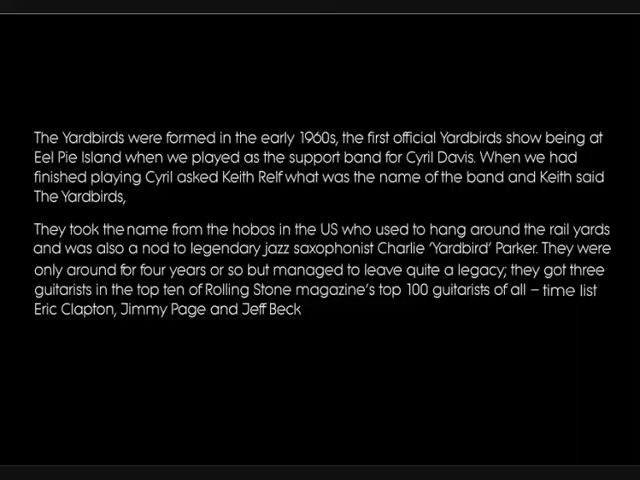 The Yardbirds were formed in the early 1960s, the first official Yardbirds show being at
Eel Pie Island when we played as the support band for Cyril Davis. When we had
finished playing Cyril asked Keith Relf what was the name of the band and Keith said
The Yardbirds,
They took the name from the hobos in the US who used to hang around the rail yards
and was also a nod to legendary jazz saxophonist Charlie 'Yardbird' Parker. They were
only around for four years or so but managed to leave quite a legacy; they got three
guitarists in the top ten of Rolling Stone magazine's top 100 guitarists of all – time list
Eric Clapton, Jimmy Page and Jeff Beck